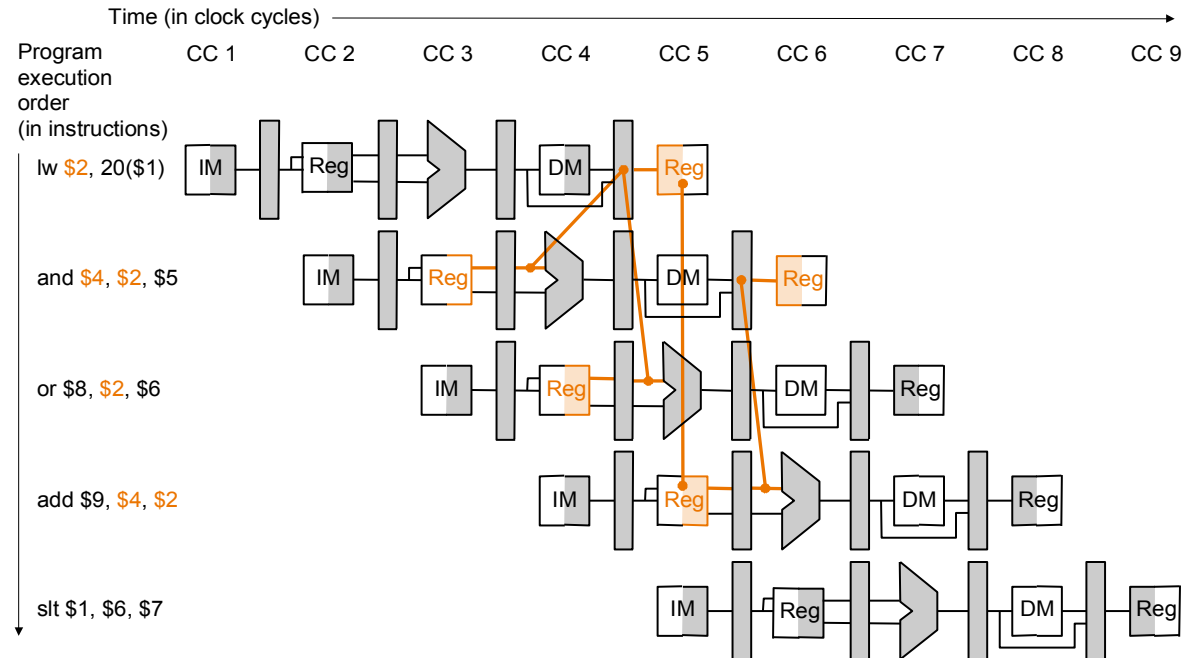 Time (in clock cycles)
Program
execution
order
(in instructions)
CC 1 CC 2 CC 3 CC 4 CC 5 CC 6 CC 7 CC 8 CC 9
lw $2, 20($1) IM Reg DM Reg
and $4, $2, $5 IM Reg DM Reg
or $8, $2, $6 IM Reg DM Reg
add $9, $4, $2 IM Reg DM Reg
slt $1, $6, $7 IM Reg DM Reg